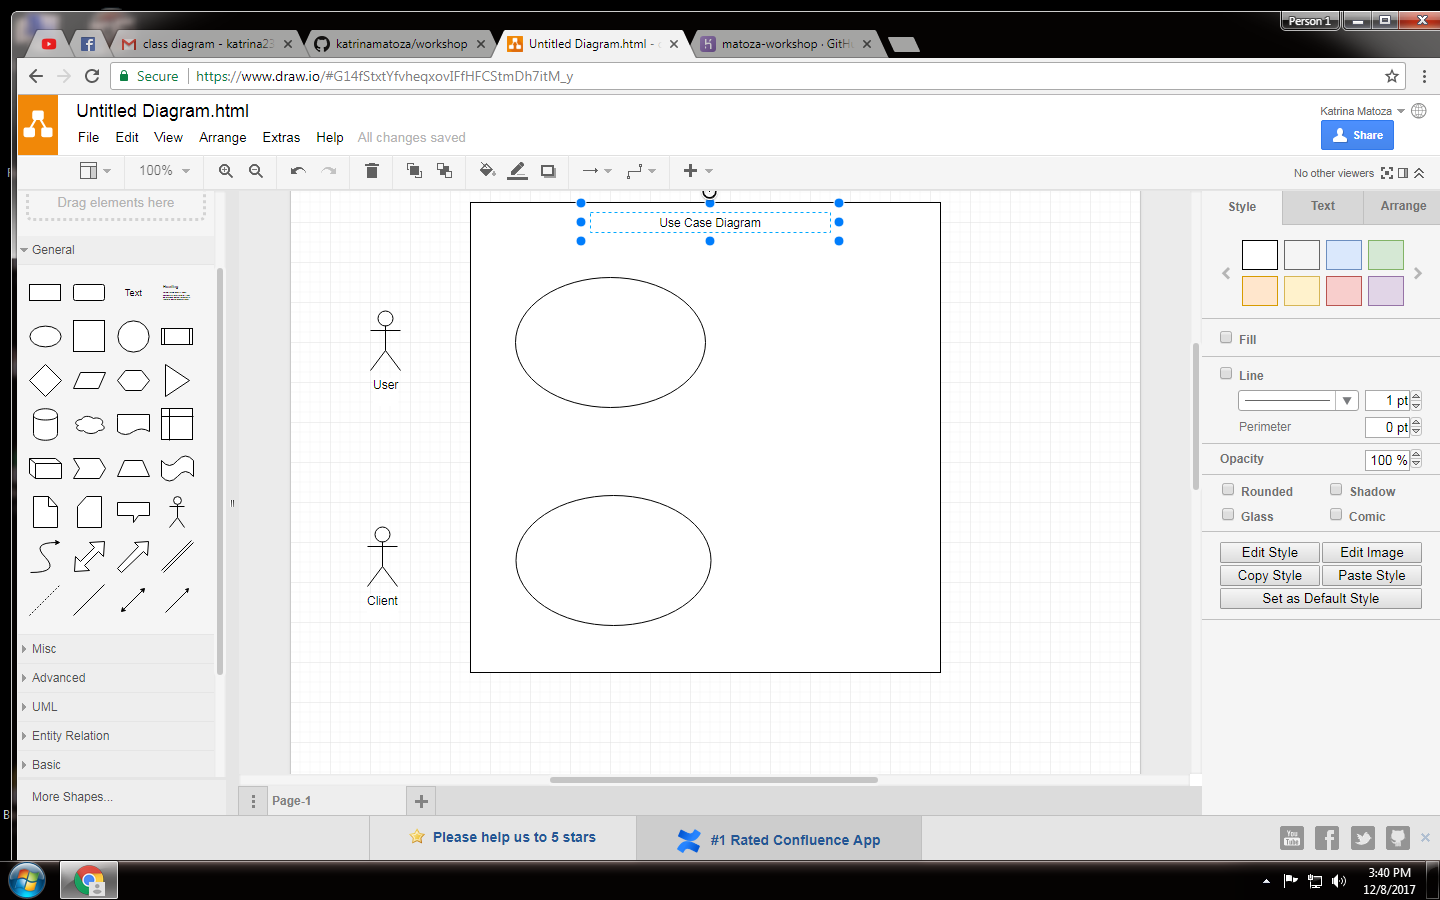 Person 1
class diagram - katrina23
katrinamatoza/workshop
Untitled Diagram.html -
matoza-workshop · GitHu
Secure
https://www.draw.io/#G14fStxtYfvheqxovIFfHFCStmDh7itM_y
Untitled Diagram.html
Katrina Matoza
File Edit View Arrange Extras Help All changes saved
Share
100%
No other viewers
Drag elements here
General
Text
Heading
Use Case Diagram
User
Client
Misc
Advanced
UML
Entity Relation
Basic
More Shapes...
Style Text Arrange
Fill
Line
1 pt
Perimeter 0 pt
Opacity 100 %
Rounded Shadow
Glass Comic
Edit Style Edit Image
Copy Style Paste Style
Set as Default Style
Page-1
Please help us to 5 stars
#1 Rated Confluence App
You
Tube
3:40 PM
12/8/2017